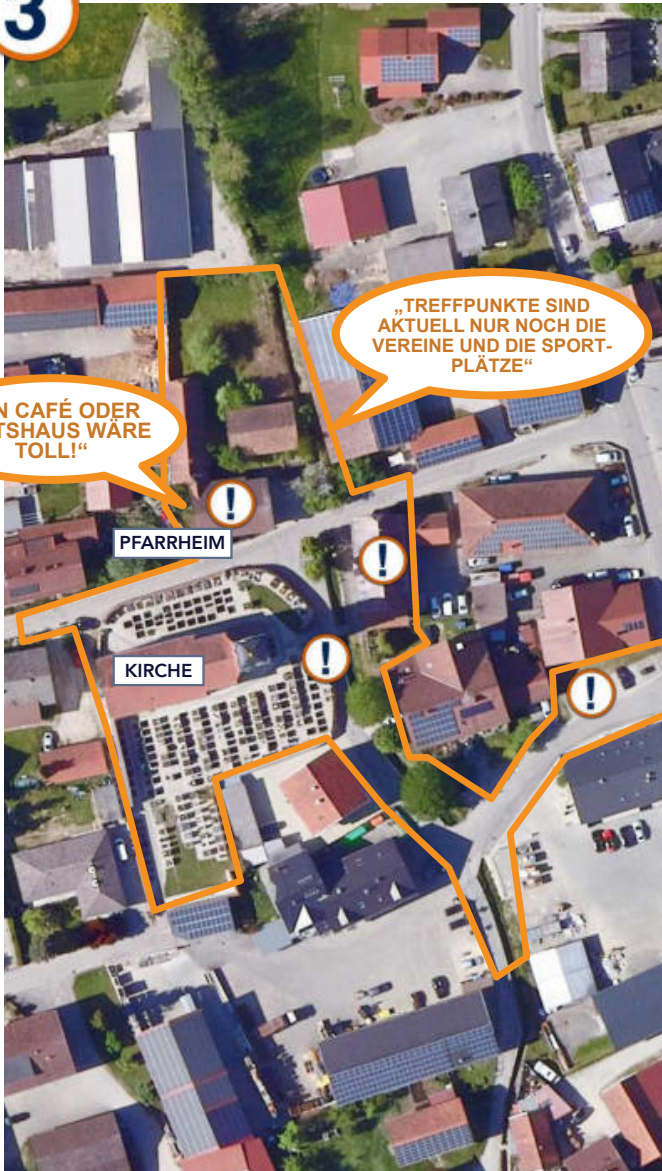 3
„TREFFPUNKTE SIND
AKTUELL NUR NOCH DIE
VEREINE UND DIE SPORT-
PLÄTZE“
N CAFÉ ODER
TSHAUS WÄRE
TOLL!“
!
PFARRHEIM
!
KIRCHE
!
!